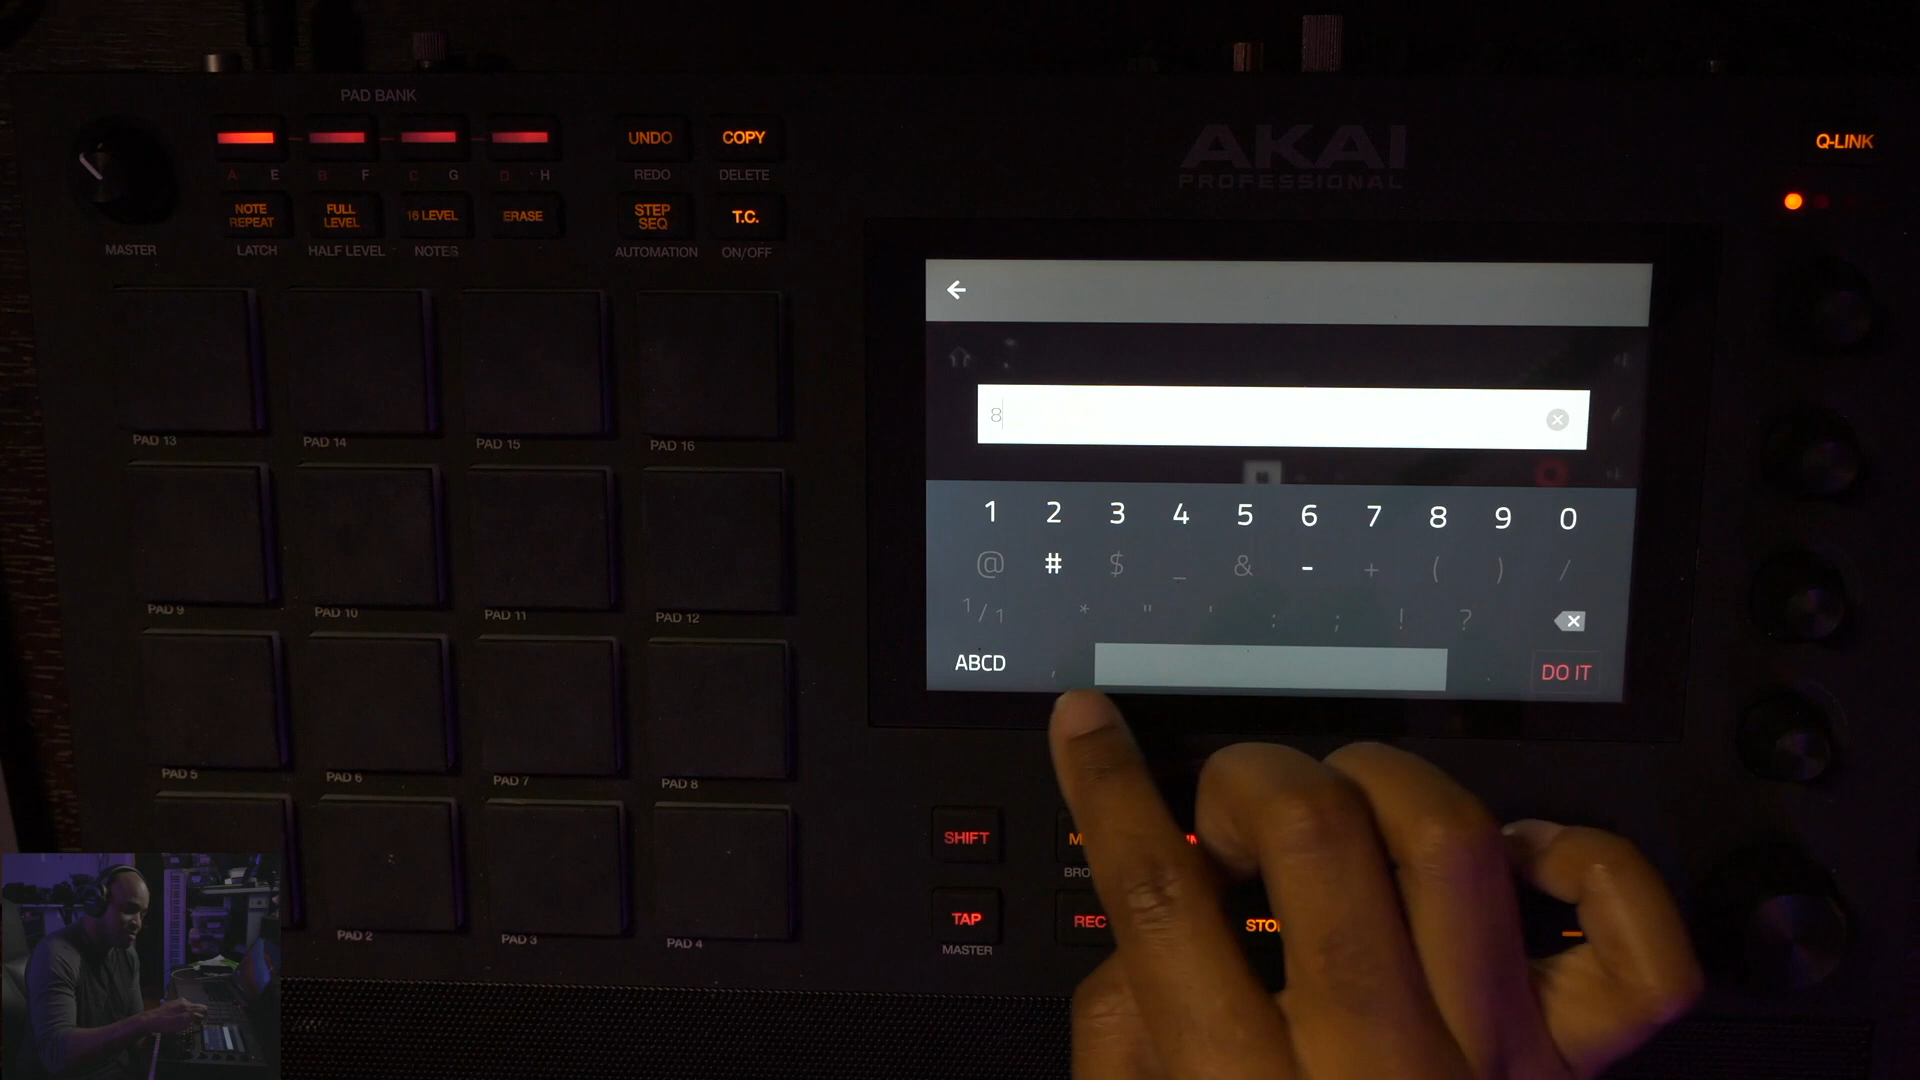 PAD BANK
A E B F C G D H
NOTE REPEAT
LATCH
FULL LEVEL
HALF LEVEL
16 LEVEL
NOTES
ERASE
UNDO
REDO
COPY
DELETE
STEP SEQ
AUTOMATION
T.C.
ON/OFF
MASTER
AKAI
PROFESSIONAL
Q-LINK
8
1 2 3 4 5 6 7 8 9 0
@ # $ _ & - + ( ) /
1/1 * " ' : ; ! ?
ABCD , . DO IT
PAD 13 PAD 14 PAD 15 PAD 16
PAD 9 PAD 10 PAD 11 PAD 12
PAD 5 PAD 6 PAD 7 PAD 8
PAD 2 PAD 3 PAD 4
SHIFT
TAP
MASTER
REC